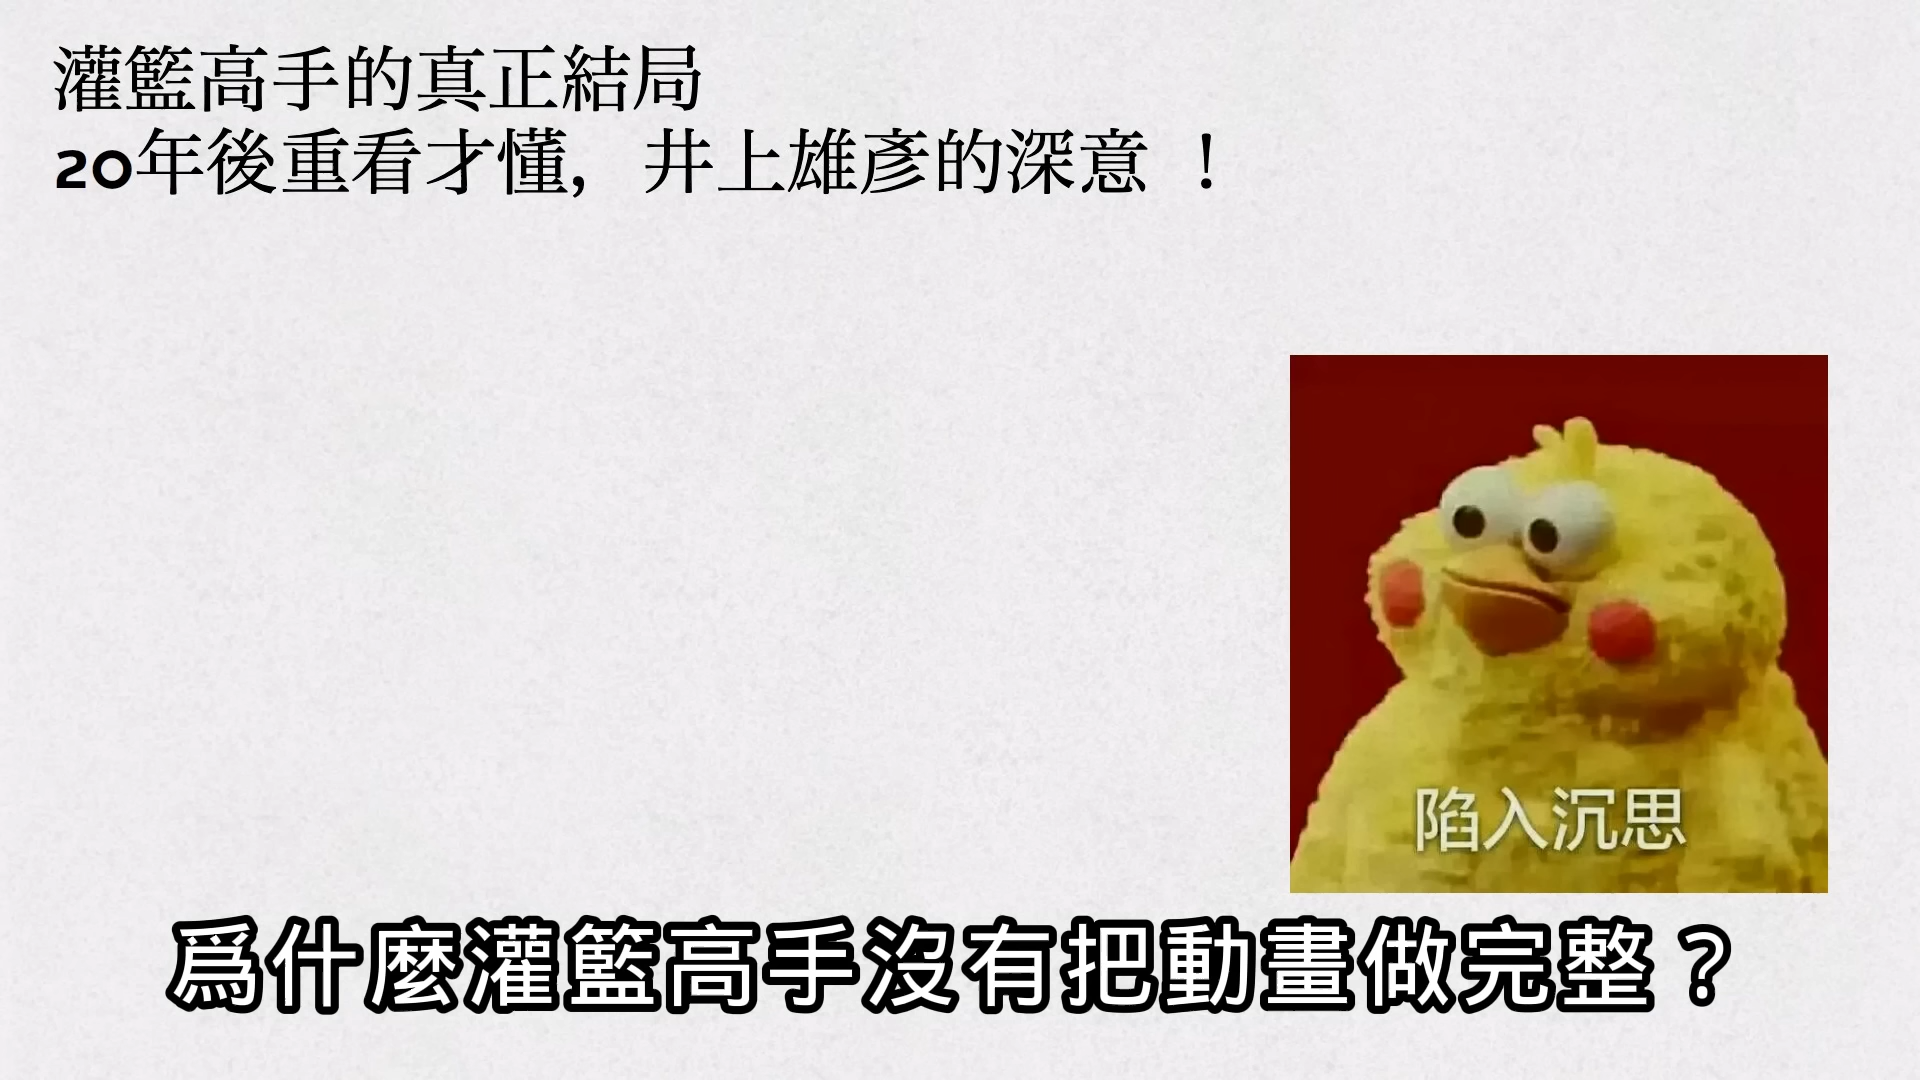 灌籃高手的真正結局
20年後重看才懂，井上雄彥的深意！
陷入沉思
爲什麼灌籃高手沒有把動畫做完整？